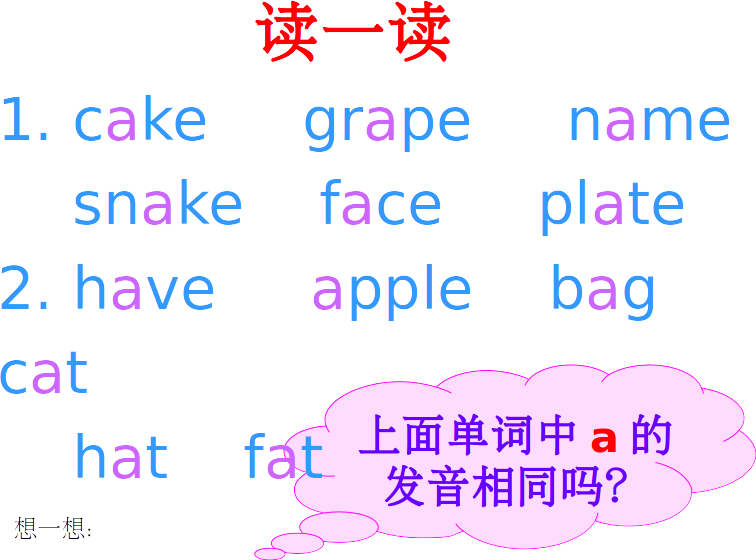 读一读
1. cake grape name
snake face plate
2. have apple bag
cat
hat fat
上面单词中 a 的
发音相同吗?
想一想: